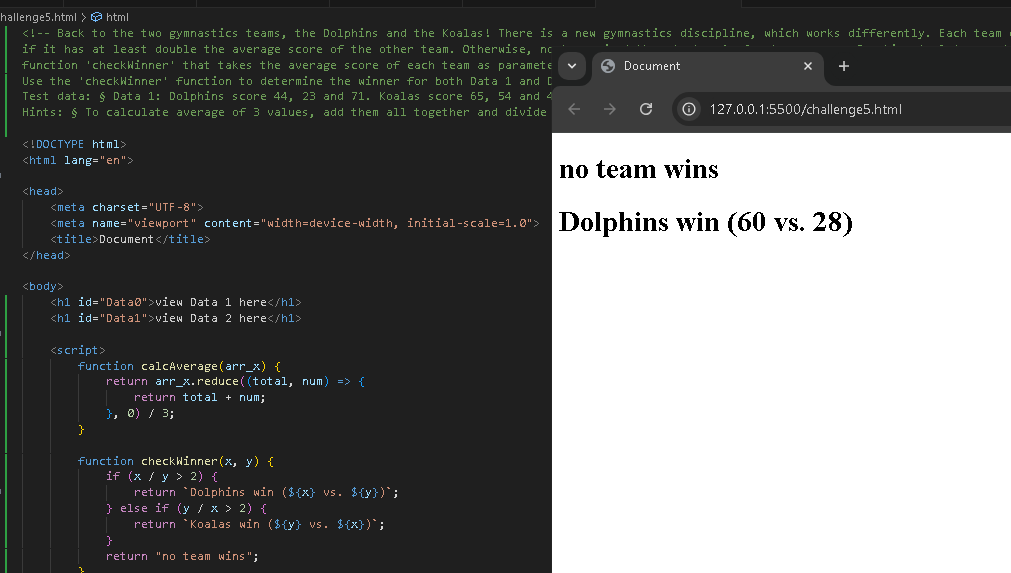 hallenge5.html > html
<!-- Back to the two gymnastics teams, the Dolphins and the Koalas! There is a new gymnastics discipline, which works differently. Each team
if it has at least double the average score of the other team. Otherwise, no
function 'checkWinner' that takes the average score of each team as parame
Use the 'checkWinner' function to determine the winner for both Data 1 and D
Test data: § Data 1: Dolphins score 44, 23 and 71. Koalas score 65, 54 and 4
Hints: § To calculate average of 3 values, add them all together and divide
<!DOCTYPE html>
<html lang="en">
<head>
<meta charset="UTF-8">
<meta name="viewport" content="width=device-width, initial-scale=1.0">
<title>Document</title>
</head>
<body>
<h1 id="Data0">view Data 1 here</h1>
<h1 id="Data1">view Data 2 here</h1>
<script>
function calcAverage(arr_x) {
return arr_x.reduce((total, num) => {
return total + num;
}, 0) / 3;
}
function checkWinner(x, y) {
if (x / y > 2) {
return `Dolphins win (${x} vs. ${y})`;
} else if (y / x > 2) {
return `Koalas win (${y} vs. ${x})`;
}
return "no team wins";
}
Document
127.0.0.1:5500/challenge5.html
no team wins
Dolphins win (60 vs. 28)